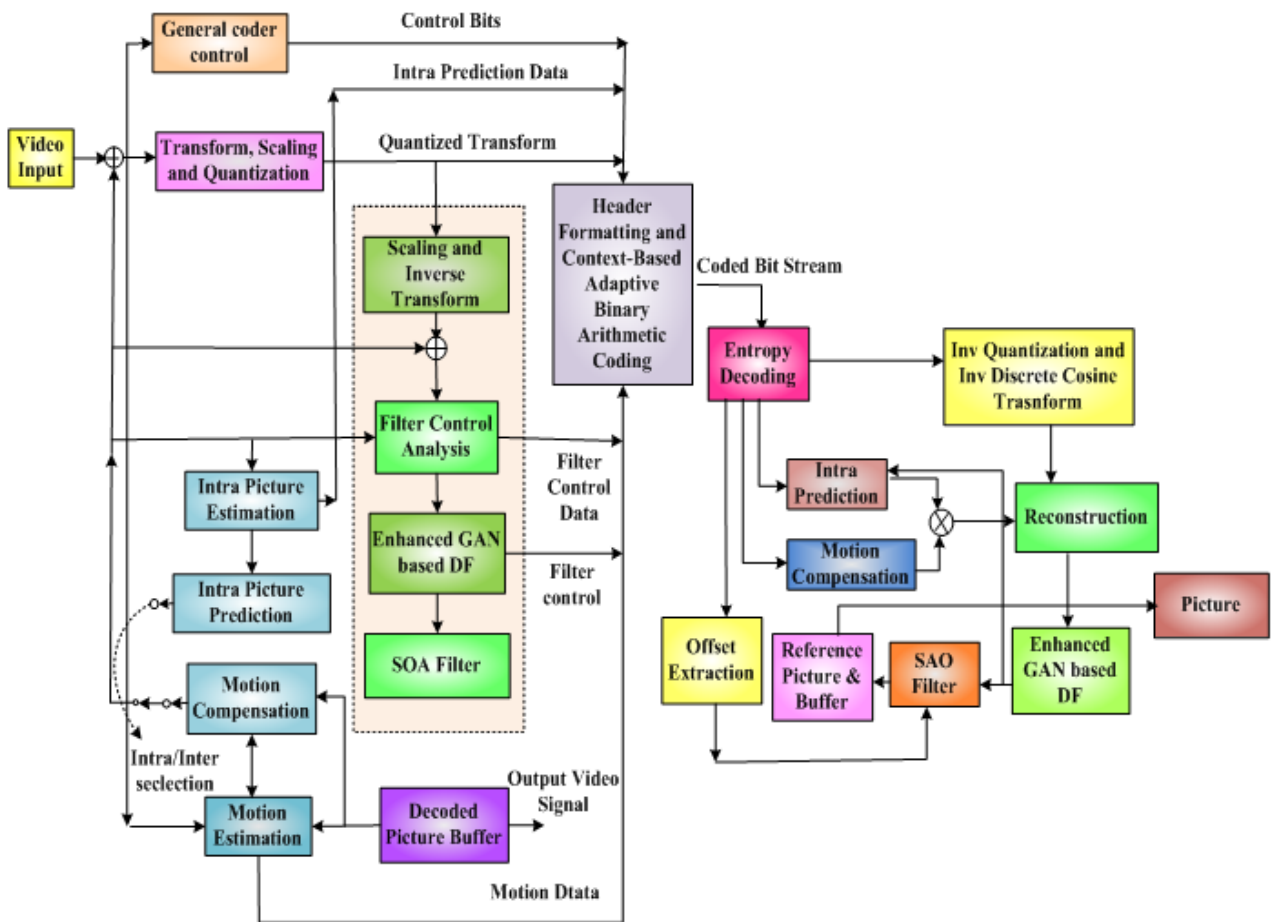 General coder
control
Control Bits
Intra Prediction Data
Video
Input
Transform, Scaling
and Quantization
Quantized Transform
Scaling and
Inverse
Transform
Header
Formatting and
Context-Based
Adaptive
Binary
Arithmetic
Coding
Coded Bit Stream
Entropy
Decoding
Inv Quantization and
Inv Discrete Cosine
Trasnform
Filter Control
Analysis
Filter
Control
Data
Intra Picture
Estimation
Intra
Prediction
Reconstruction
Enhanced GAN
based DF
Filter
control
Motion
Compensation
Intra Picture
Prediction
Picture
SOA Filter
Offset
Extraction
Reference
Picture &
Buffer
SAO
Filter
Enhanced
GAN based
DF
Motion
Compensation
Intra/Inter
seclection
Motion
Estimation
Decoded
Picture Buffer
Output Video
Signal
Motion Dtata